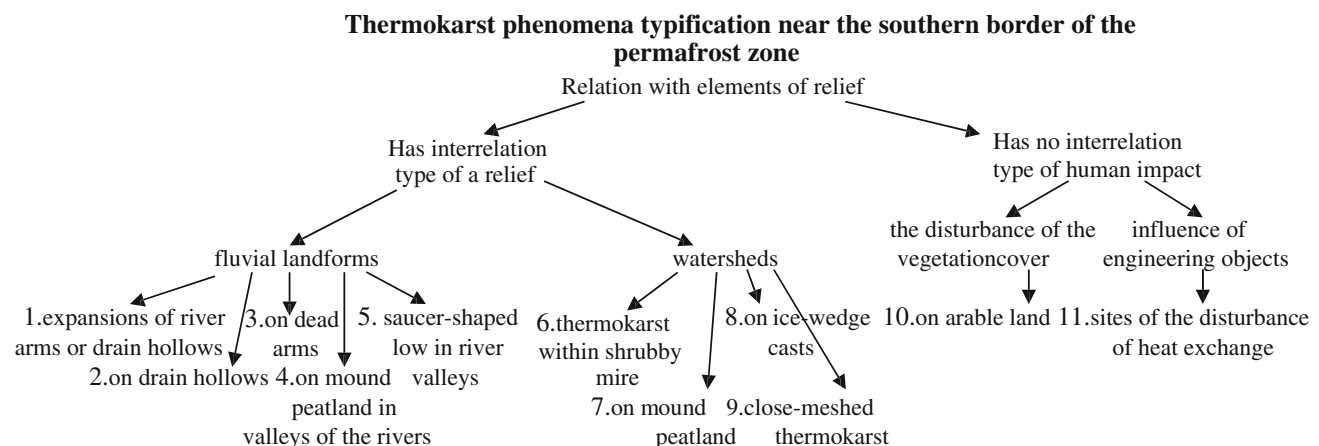 Thermokarst phenomena typification near the southern border of the
permafrost zone
Relation with elements of relief
Has interrelation
type of a relief
Has no interrelation
type of human impact
fluvial landforms
watersheds
the disturbance of the
vegetationcover
influence of
engineering objects
1.expansions of river
arms or drain hollows
2.on drain hollows
3.on dead
arms
4.on mound
peatland in
valleys of the rivers
5. saucer-shaped
low in river
valleys
6.thermokarst
within shrubby
mire
7.on mound
peatland
8.on ice-wedge
casts
9.close-meshed
thermokarst
10.on arable land
11.sites of the disturbance
of heat exchange